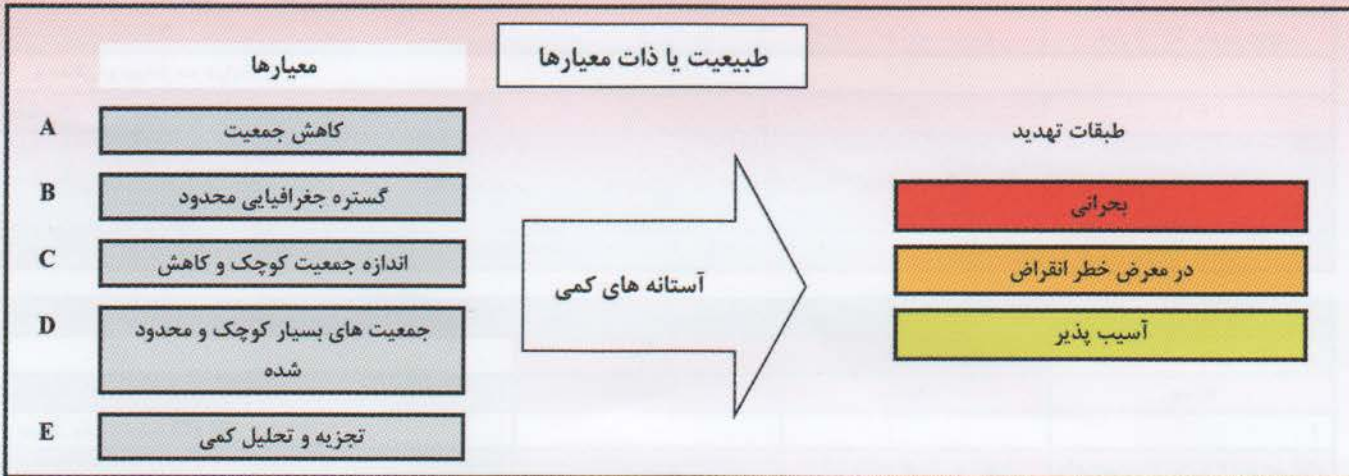 طبیعیت یا ذات معیارها
معیارها
A کاهش جمعیت
B گستره جغرافیایی محدود
C اندازه جمعیت کوچک و کاهش
D جمعیت های بسیار کوچک و محدود
شده
E تجزیه و تحلیل کمی
آستانه های کمی
طبقات تهدید
بحرانی
در معرض خطر انقراض
آسیب پذیر